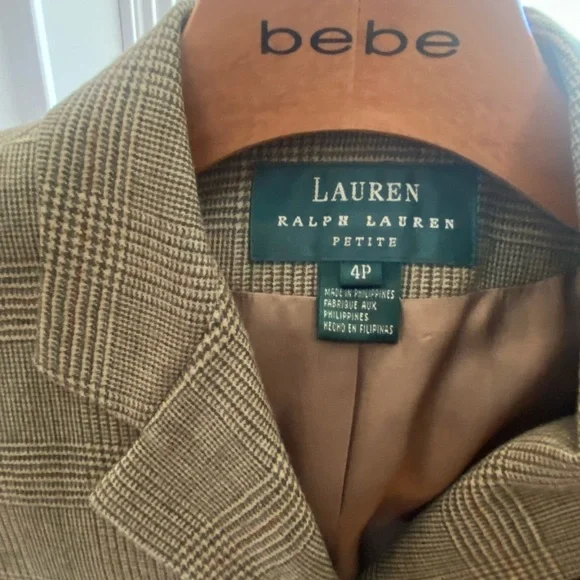 bebe
LAUREN
RALPH LAUREN
PETITE
4P
MADE IN PHILIPPINES
FABRIQUE AUX
PHILIPPINES
HECHO EN FILIPINAS